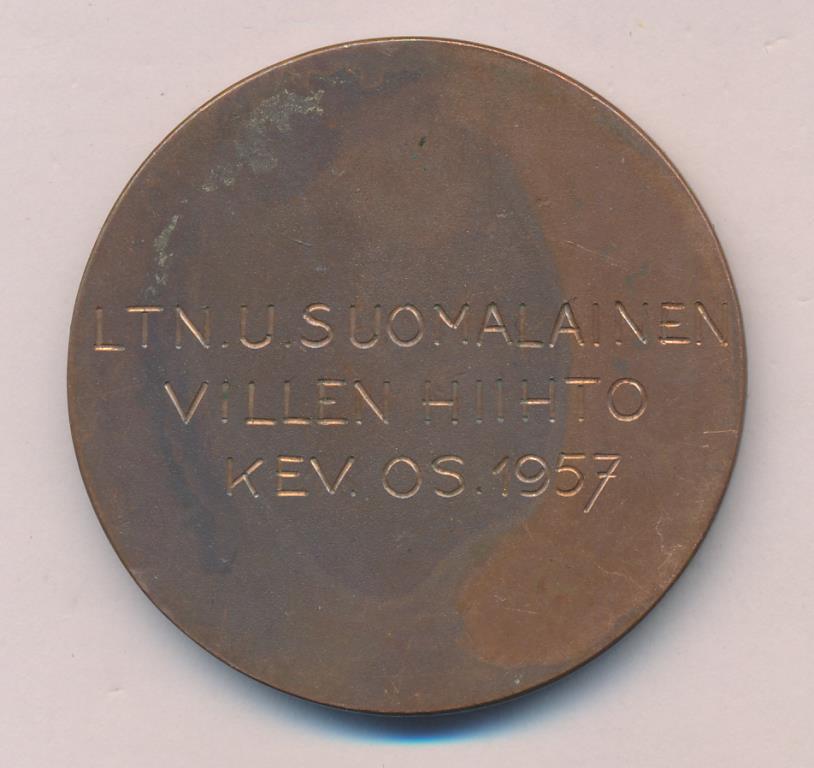 LTN.U.SUOMALAINEN
VILLEN HIIHTO
KEV. OS.1957